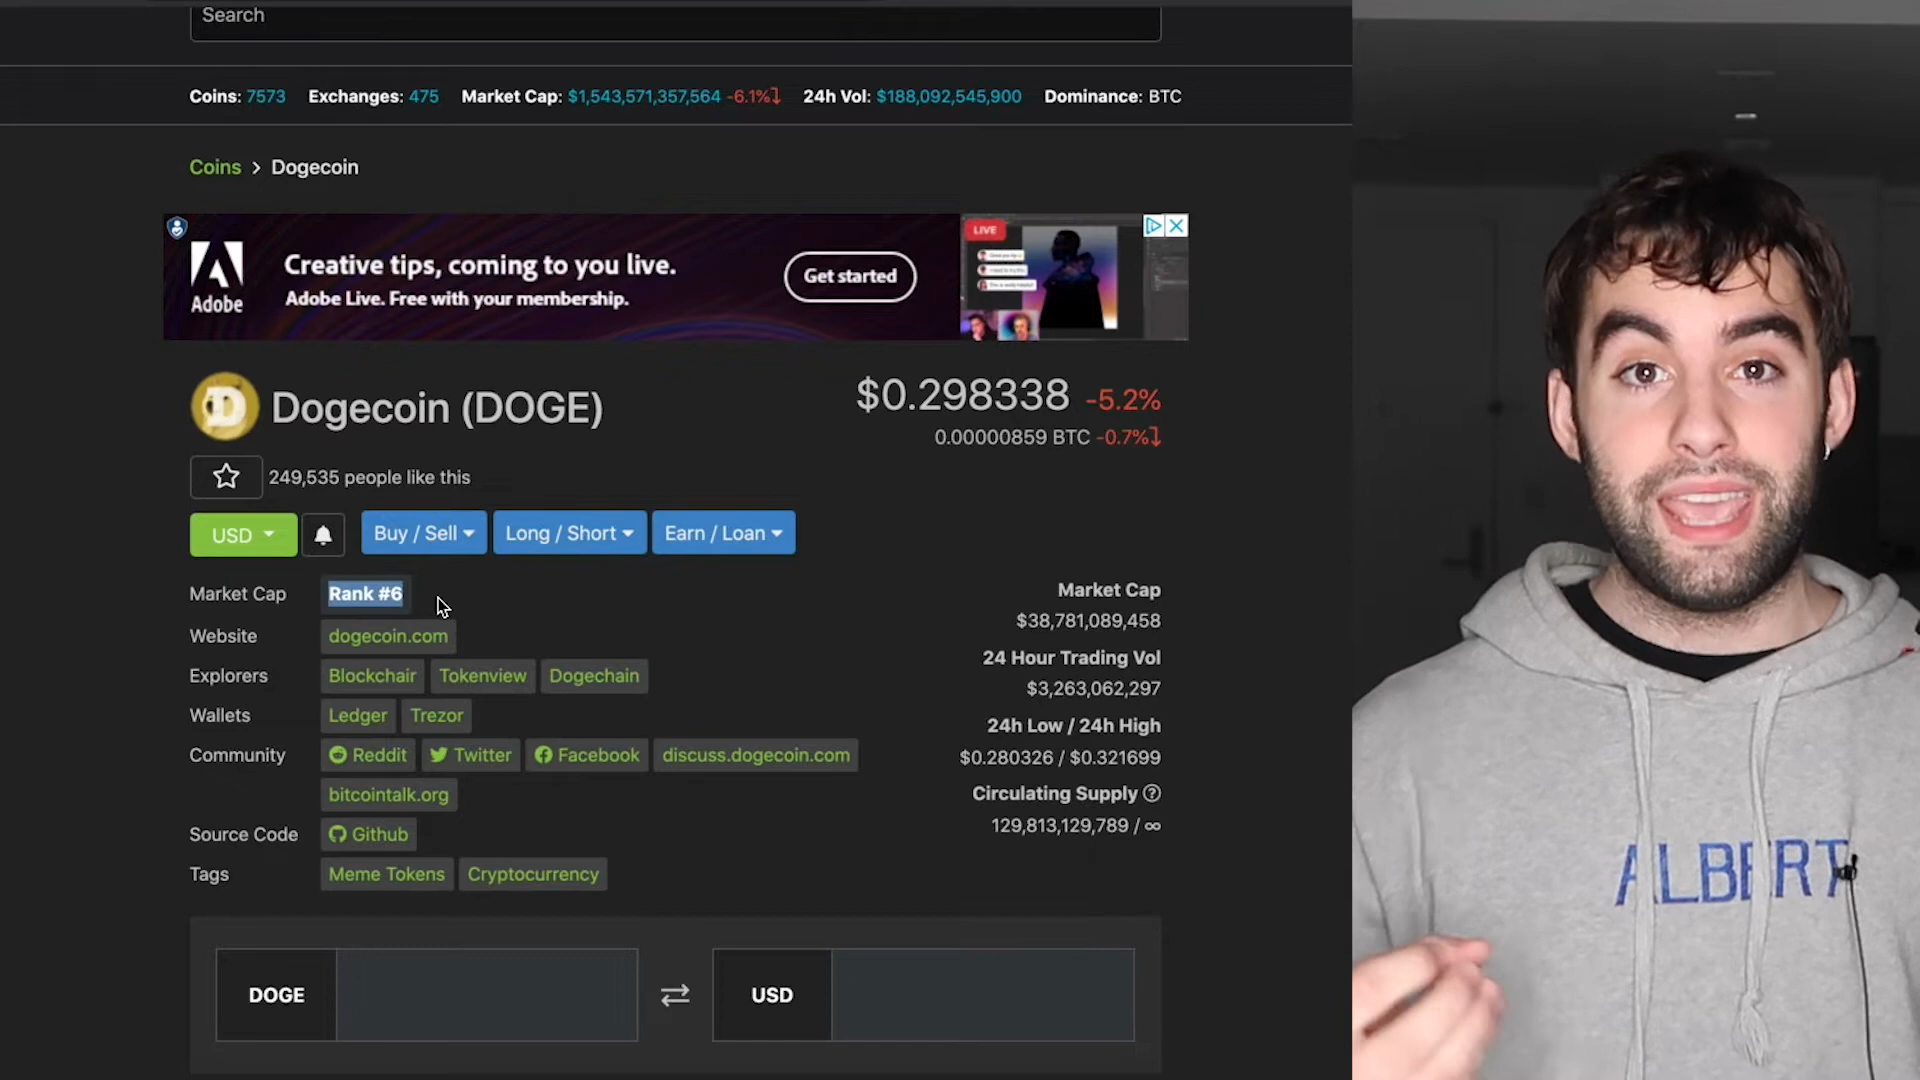 Search
Coins: 7573 Exchanges: 475 Market Cap: $1,543,571,357,564 -6.1% 24h Vol: $188,092,545,900 Dominance: BTC
Coins > Dogecoin
Adobe
Creative tips, coming to you live.
Adobe Live. Free with your membership.
Get started
LIVE
Dogecoin (DOGE)
$0.298338 -5.2%
0.00000859 BTC -0.7%
249,535 people like this
USD Buy / Sell Long / Short Earn / Loan
Market Cap Rank #6
Website dogecoin.com
Explorers Blockchair Tokenview Dogechain
Wallets Ledger Trezor
Community Reddit Twitter Facebook discuss.dogecoin.com
bitcointalk.org
Source Code Github
Tags Meme Tokens Cryptocurrency
Market Cap
$38,781,089,458
24 Hour Trading Vol
$3,263,062,297
24h Low / 24h High
$0.280326 / $0.321699
Circulating Supply
129,813,129,789 / ∞
DOGE USD
ALBERT